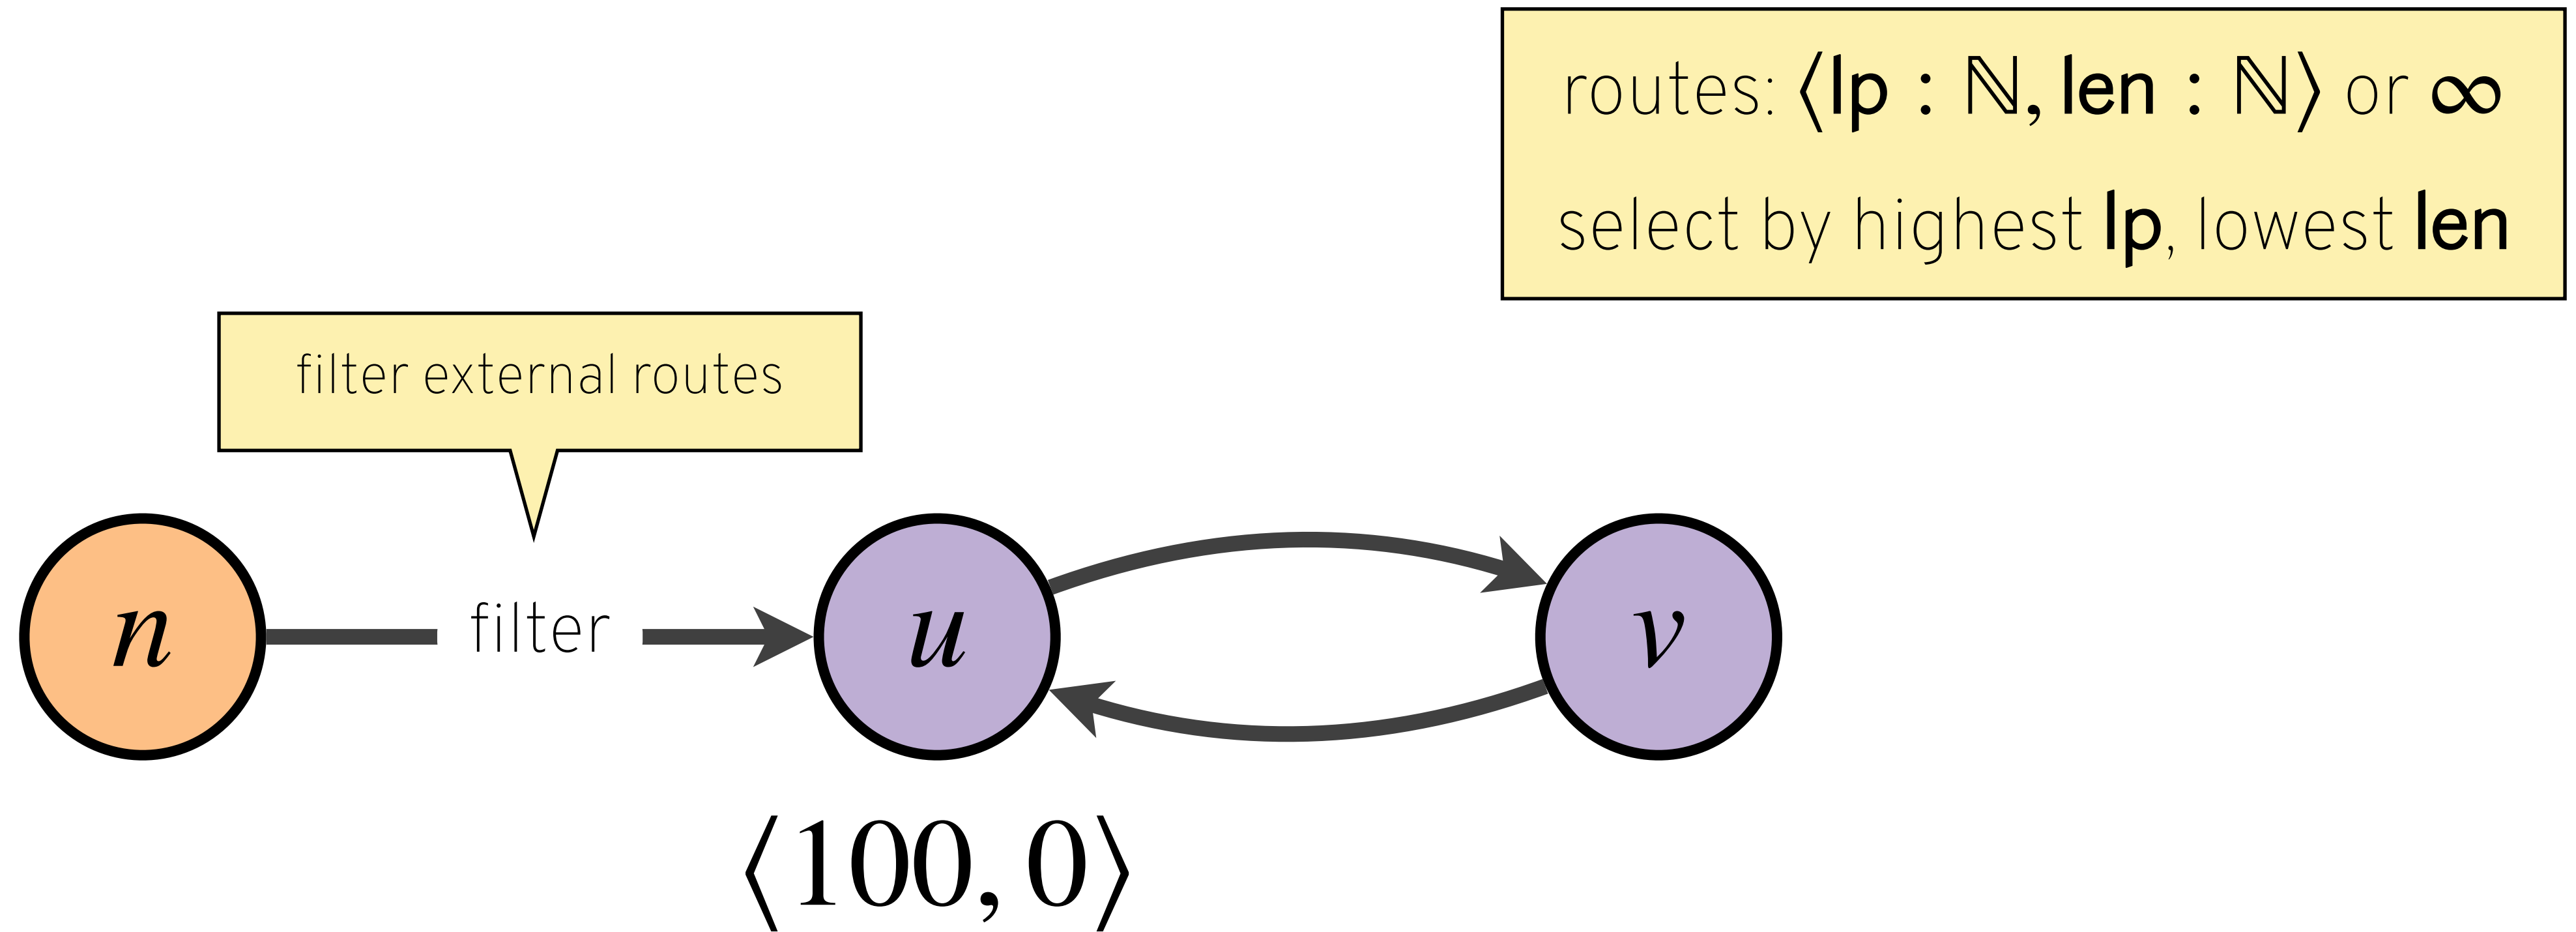 routes: ⟨lp : ℕ, len : ℕ⟩ or ∞
select by highest lp, lowest len
filter external routes
n
filter
u
v
⟨100, 0⟩